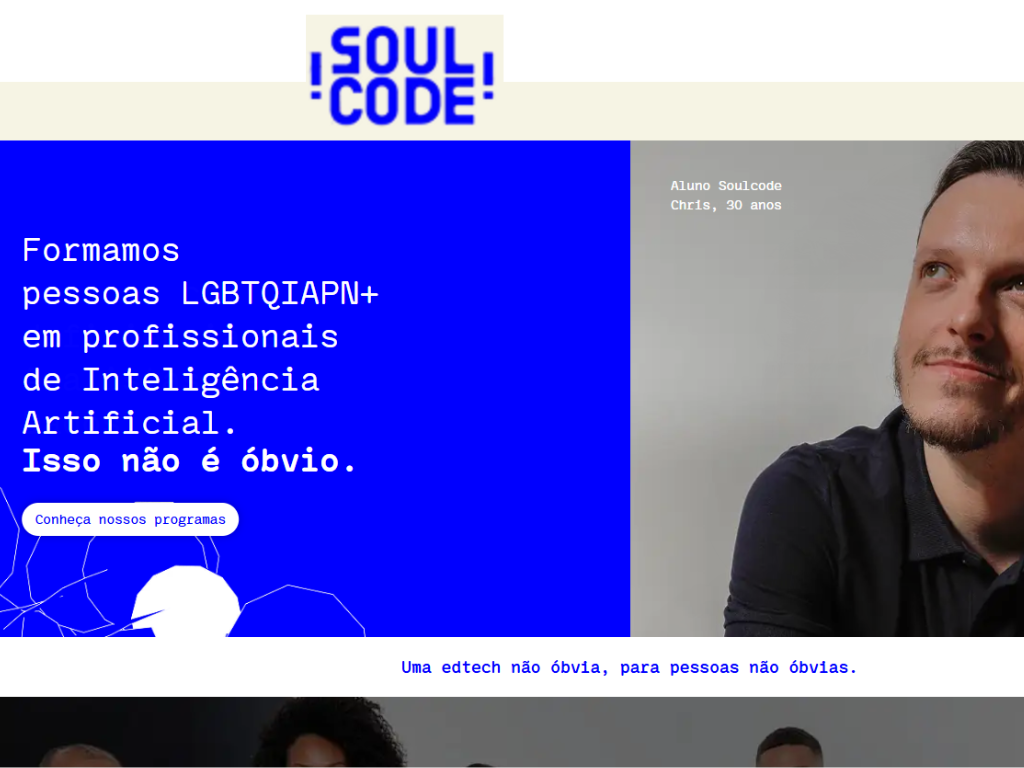 !SOUL
CODE!
Aluno Soulcode
Chris, 30 anos
Formamos
pessoas LGBTQIAPN+
em profissionais
de Inteligência
Artificial.
Isso não é óbvio.
Conheça nossos programas
Uma edtech não óbvia, para pessoas não óbvias.